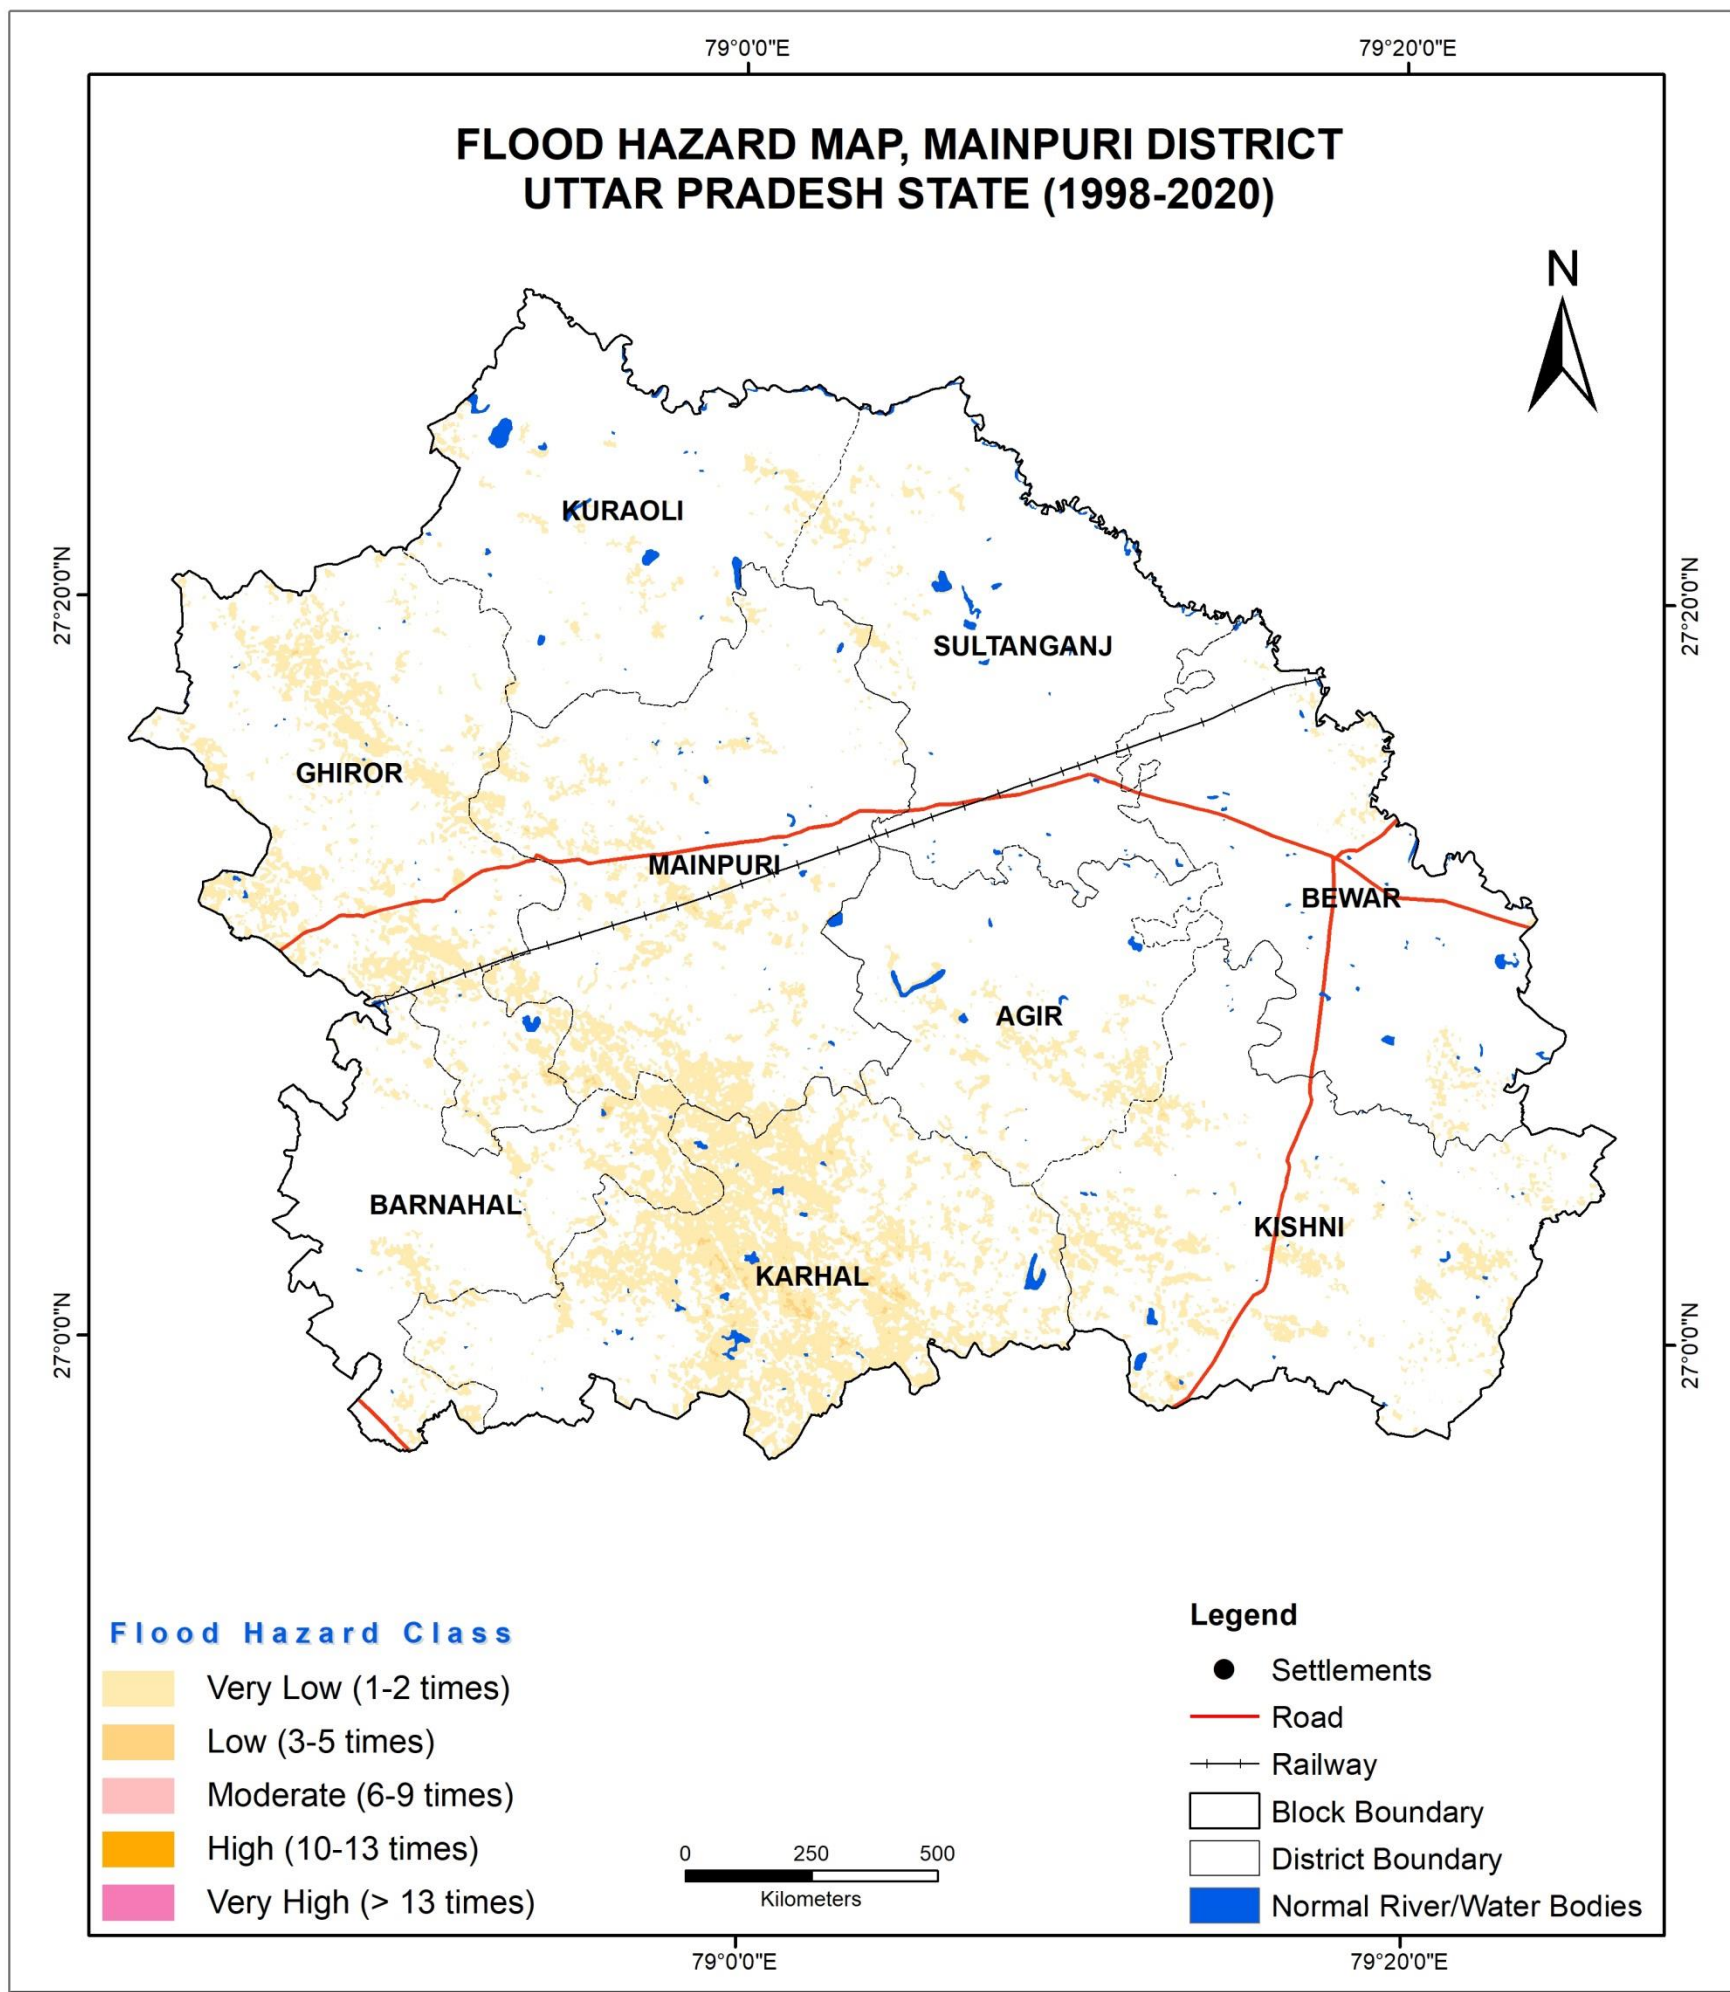 79°0'0"E
79°20'0"E
FLOOD HAZARD MAP, MAINPURI DISTRICT
UTTAR PRADESH STATE (1998-2020)
N
KURAOLI
27°20'0"N
27°20'0"N
SULTANGANJ
GHIROR
MAINPURI
BEWAR
AGIR
BARNAHAL
KISHNI
KARHAL
27°0'0"N
27°0'0"N
Flood Hazard Class
Very Low (1-2 times)
Low (3-5 times)
Moderate (6-9 times)
High (10-13 times)
Very High (> 13 times)
0 250 500
Kilometers
Legend
Settlements
Road
Railway
Block Boundary
District Boundary
Normal River/Water Bodies
79°0'0"E
79°20'0"E